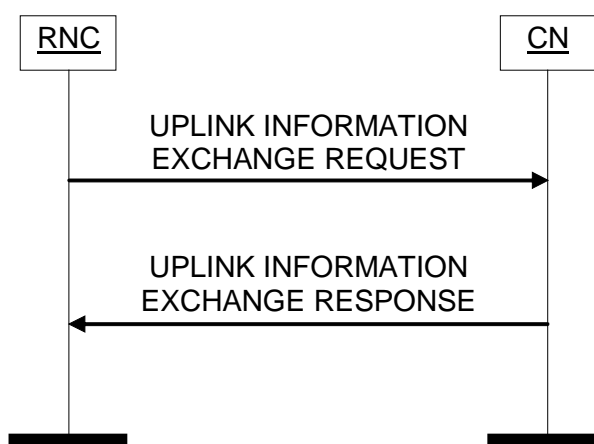 RNC
CN
UPLINK INFORMATION
EXCHANGE REQUEST
UPLINK INFORMATION
EXCHANGE RESPONSE